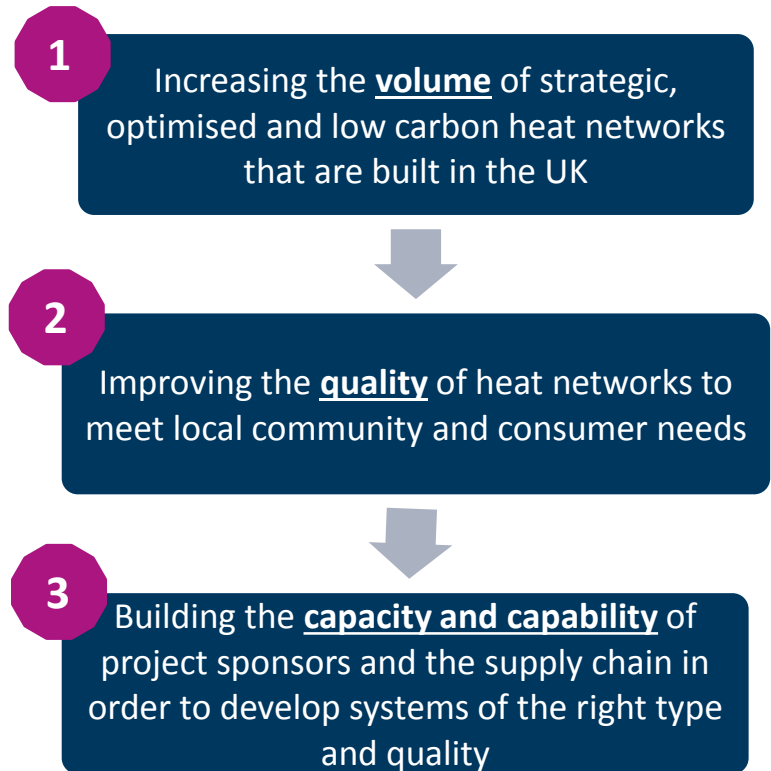 1
Increasing the volume of strategic,
optimised and low carbon heat networks
that are built in the UK
2
Improving the quality of heat networks to
meet local community and consumer needs
3
Building the capacity and capability of
project sponsors and the supply chain in
order to develop systems of the right type
and quality